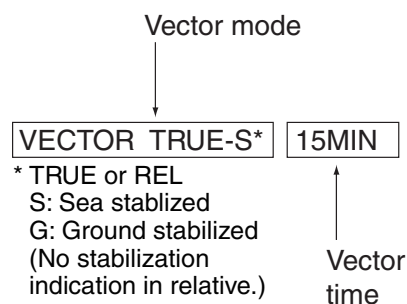 Vector mode
VECTOR TRUE-S* 15MIN
* TRUE or REL
S: Sea stablized
G: Ground stabilized
(No stabilization
indication in relative.)
Vector
time